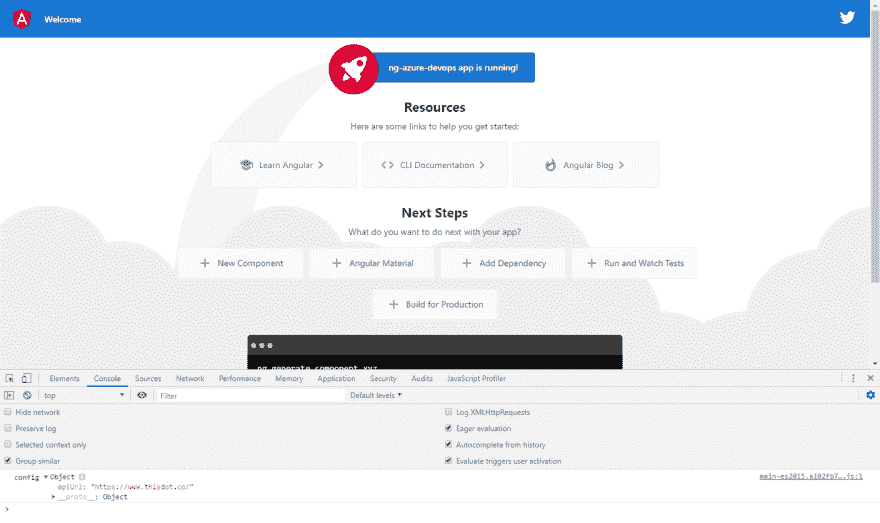 Welcome
ng-azure-devops app is running!
Resources
Here are some links to help you get started:
Learn Angular
CLI Documentation
Angular Blog
Next Steps
What do you want to do next with your app?
New Component
Angular Material
Add Dependency
Run and Watch Tests
Build for Production
ng generate component xyz
Elements Console Sources Network Performance Memory Application Security Audits JavaScript Profiler
top Filter Default levels
Hide network
Log XMLHttpRequests
Preserve log
Eager evaluation
Selected context only
Autocomplete from history
Group similar
Evaluate triggers user activation
config Object main-es2015.a102fb7….js:1
apiUrl: "https://www.thisdot.co/"
__proto__: Object